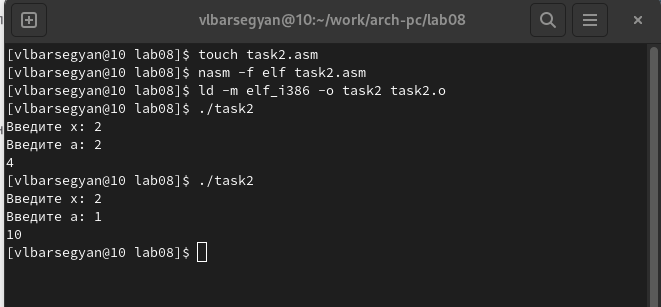 vlbarsegyan@10:~/work/arch-pc/lab08
[vlbarsegyan@10 lab08]$ touch task2.asm
[vlbarsegyan@10 lab08]$ nasm -f elf task2.asm
[vlbarsegyan@10 lab08]$ ld -m elf_i386 -o task2 task2.o
[vlbarsegyan@10 lab08]$ ./task2
Введите x: 2
Введите a: 2
4
[vlbarsegyan@10 lab08]$ ./task2
Введите x: 2
Введите a: 1
10
[vlbarsegyan@10 lab08]$